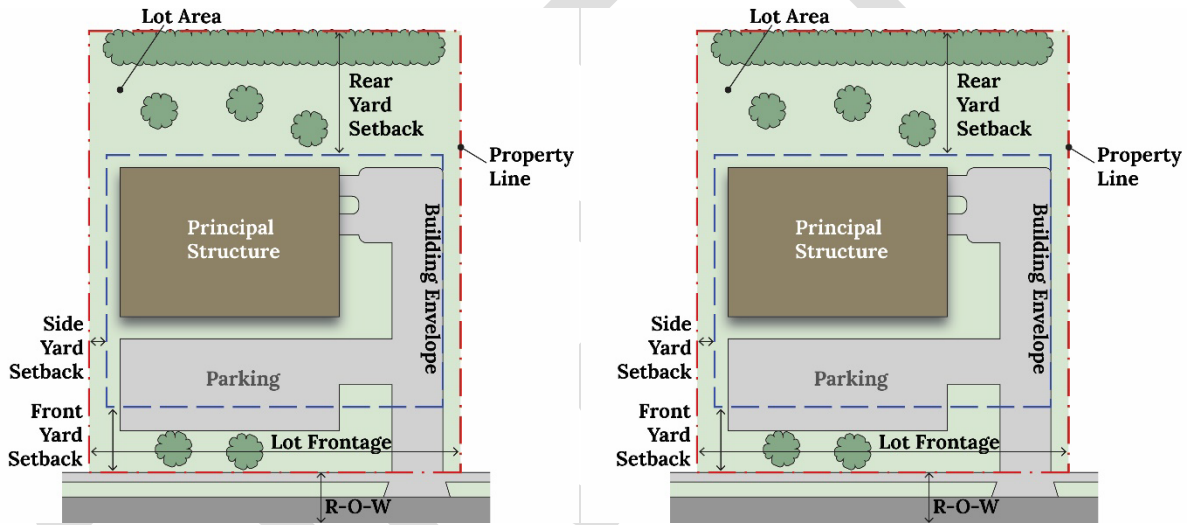 Lot Area
Rear
Yard
Setback
Property
Line
Principal
Structure
Building Envelope
Side
Yard
Setback
Parking
Front
Yard
Setback
Lot Frontage
R-O-W
Lot Area
Rear
Yard
Setback
Property
Line
Principal
Structure
Building Envelope
Side
Yard
Setback
Parking
Front
Yard
Setback
Lot Frontage
R-O-W